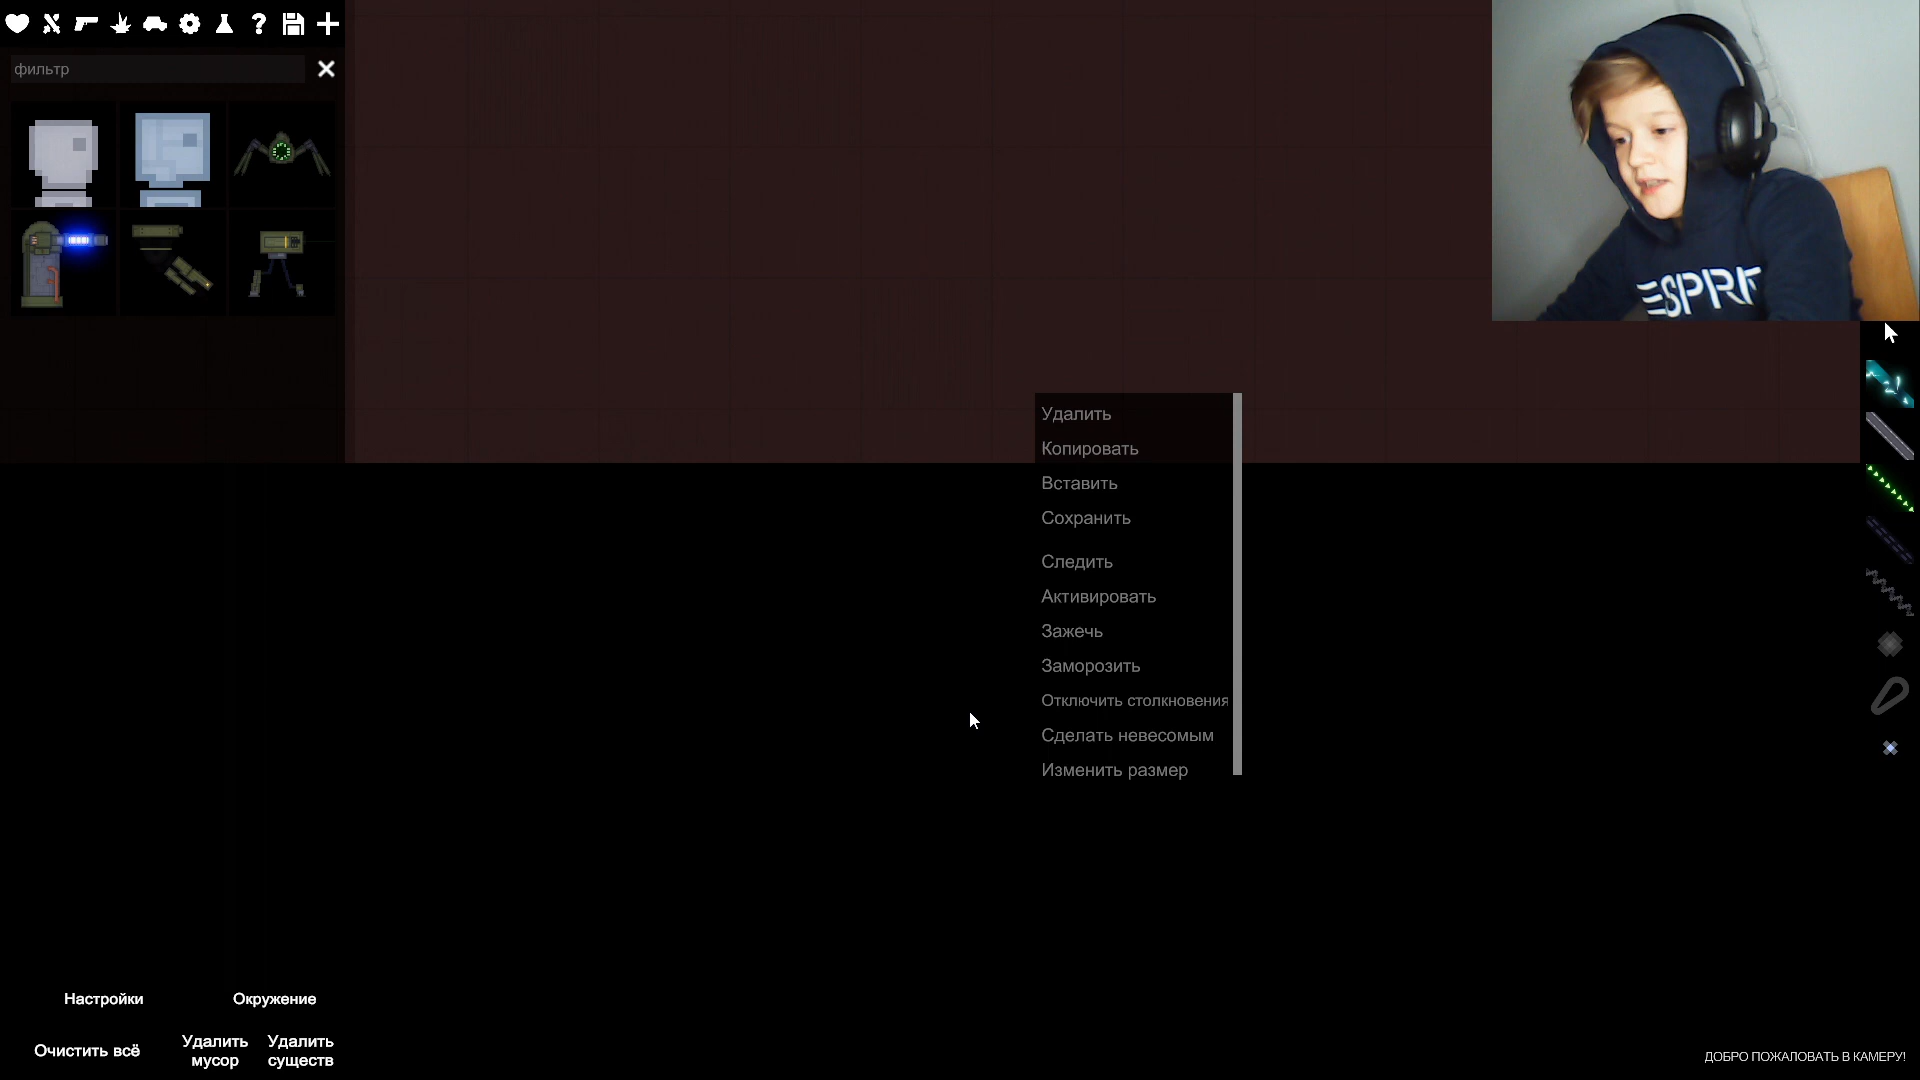 фильтр
ESPRI
Удалить
Копировать
Вставить
Сохранить
Следить
Активировать
Зажечь
Заморозить
Отключить столкновения
Сделать невесомым
Изменить размер
Настройки
Окружение
Очистить всё
Удалить
мусор
Удалить
существ
ДОБРО ПОЖАЛОВАТЬ В КАМЕРУ!